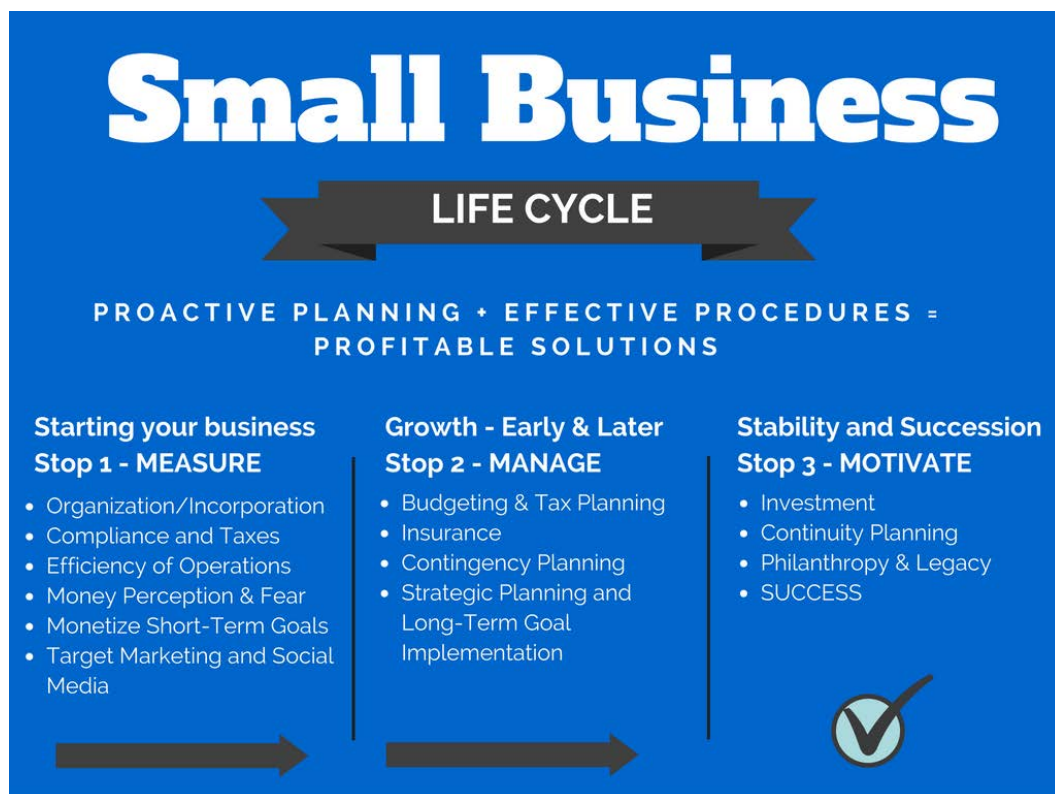 Small Business
LIFE CYCLE
PROACTIVE PLANNING + EFFECTIVE PROCEDURES =
PROFITABLE SOLUTIONS
Starting your business
Stop 1 - MEASURE
• Organization/Incorporation
• Compliance and Taxes
• Efficiency of Operations
• Money Perception & Fear
• Monetize Short-Term Goals
• Target Marketing and Social
Media
Growth - Early & Later
Stop 2 - MANAGE
• Budgeting & Tax Planning
• Insurance
• Contingency Planning
• Strategic Planning and
Long-Term Goal
Implementation
Stability and Succession
Stop 3 - MOTIVATE
• Investment
• Continuity Planning
• Philanthropy & Legacy
• SUCCESS